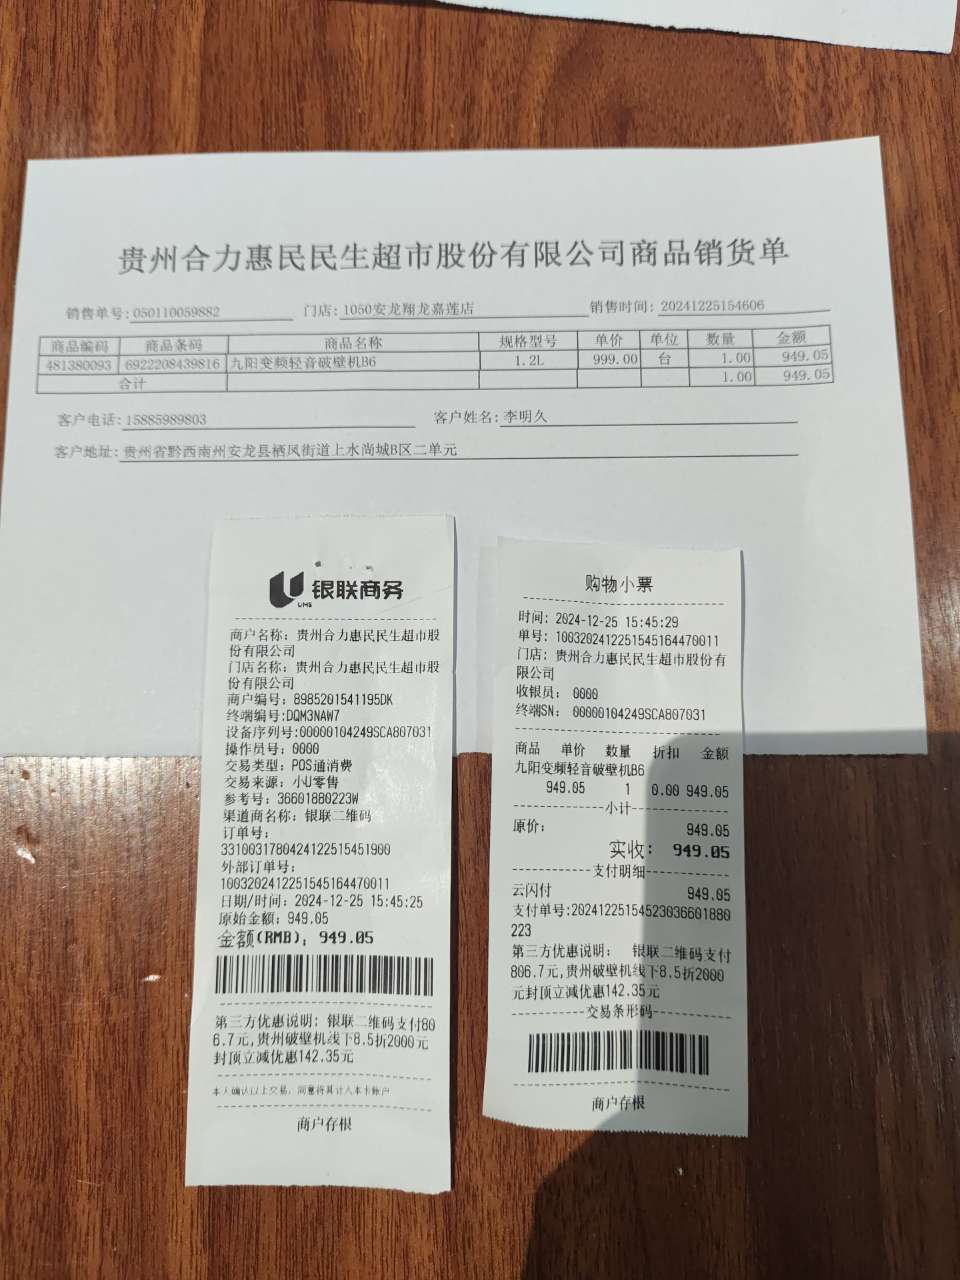 贵州合力惠民民生超市股份有限公司商品销货单
销售单号: 050110059882 门店: 1050安龙翔龙嘉莲店 销售时间: 20241225154606
商品编码 商品条码 商品名称 规格型号 单价 单位 数量 金额
481380093 6922208439816 九阳变频轻音破壁机B6 1.2L 999.00 台 1.00 949.05
合计 1.00 949.05
客户电话: 15885989803 客户姓名: 李明久
客户地址: 贵州省黔西南州安龙县栖凤街道上水尚城B区二单元
银联商务
UMS
商户名称: 贵州合力惠民民生超市股
份有限公司
门店名称: 贵州合力惠民民生超市股
份有限公司
商户编号: 8985201541195DK
终端编号:DQM3NAW7
设备序列号:00000104249SCA807031
操作员号: 0000
交易类型: POS通消费
交易来源: 小U零售
参考号: 36601880223W
渠道商名称: 银联二维码
订单号:
33100317804241225154519​00
外部订单号:
1003202412251545164470011
日期/时间: 2024-12-25 15:45:25
原始金额: 949.05
金额(RMB): 949.05
第三方优惠说明: 银联二维码支付80
6.7元,贵州破壁机线下8.5折2000元
封顶立减优惠142.35元
本人确认以上交易, 同意将其计入本卡账户
商户存根
购物小票
时间: 2024-12-25 15:45:29
单号: 1003202412251545164470011
门店: 贵州合力惠民民生超市股份有
限公司
收银员: 0000
终端SN: 00000104249SCA807031
商品 单价 数量 折扣 金额
九阳变频轻音破壁机B6
949.05 1 0.00 949.05
小计
原价: 949.05
实收: 949.05
支付明细
云闪付 949.05
支付单号:20241225154523036601880
223
第三方优惠说明: 银联二维码支付
806.7元,贵州破壁机线下8.5折2000
元封顶立减优惠142.35元
交易条形码
商户存根